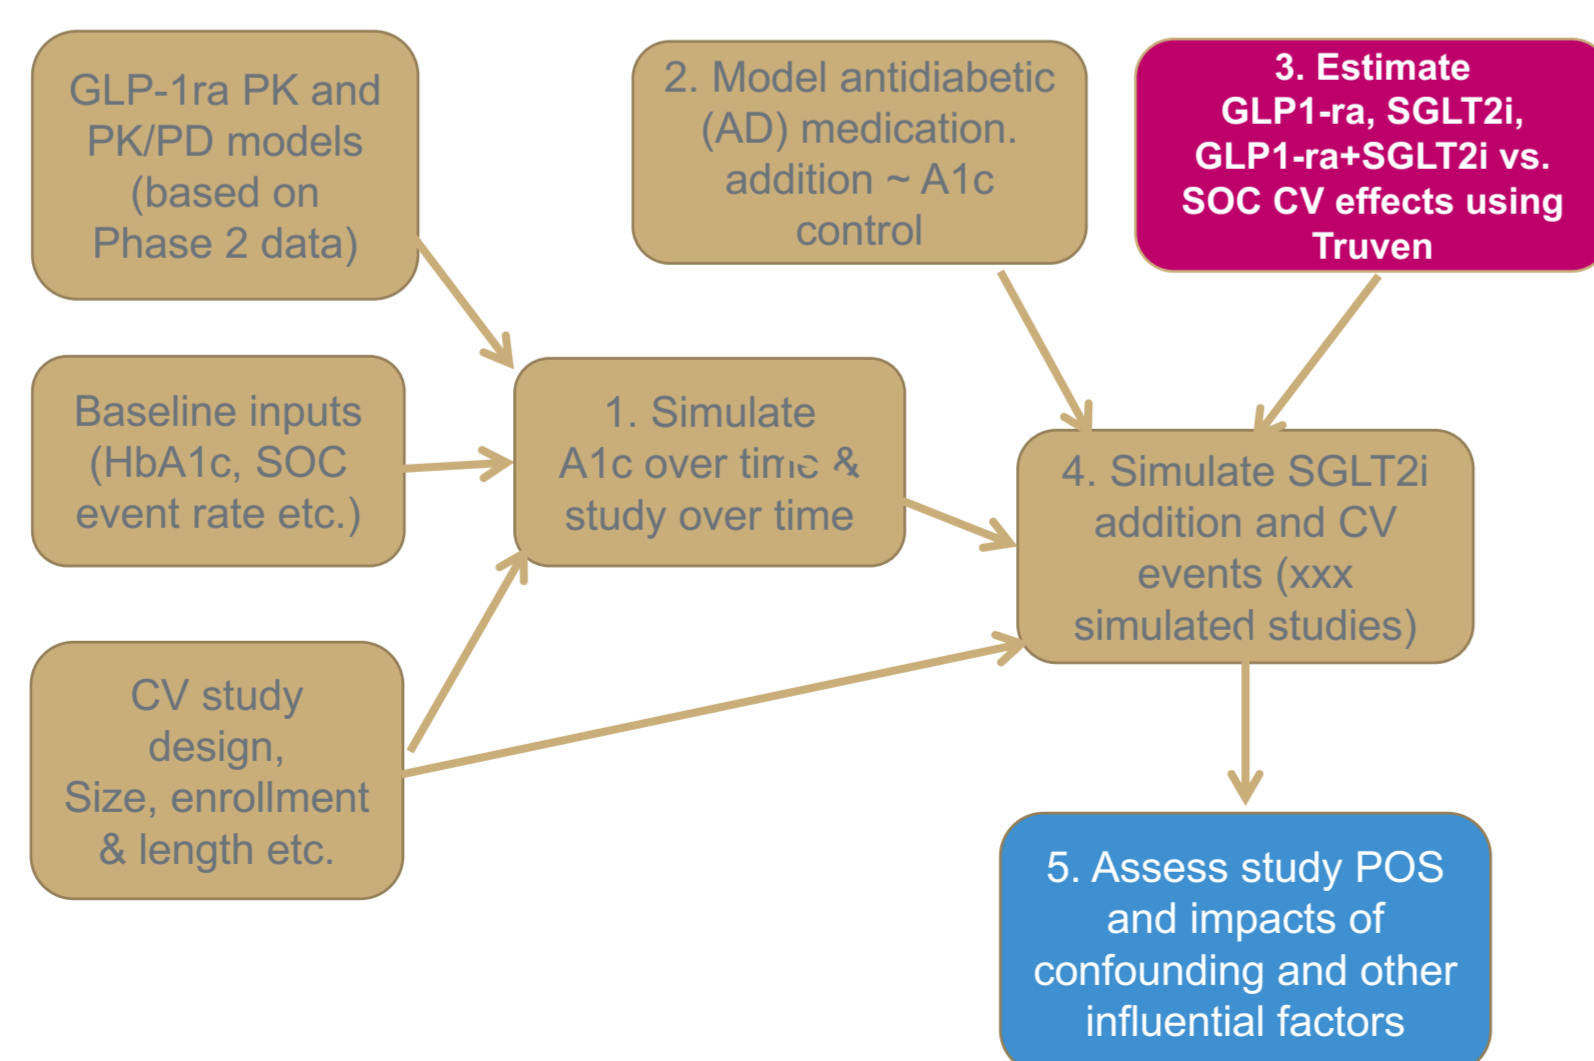 GLP-1ra PK and
PK/PD models
(based on
Phase 2 data)
2. Model antidiabetic
(AD) medication.
addition ~ A1c
control
3. Estimate
GLP1-ra, SGLT2i,
GLP1-ra+SGLT2i vs.
SOC CV effects using
Truven
Baseline inputs
(HbA1c, SOC
event rate etc.)
1. Simulate
A1c over time &
study over time
4. Simulate SGLT2i
addition and CV
events (xxx
simulated studies)
CV study
design,
Size, enrollment
& length etc.
5. Assess study POS
and impacts of
confounding and other
influential factors